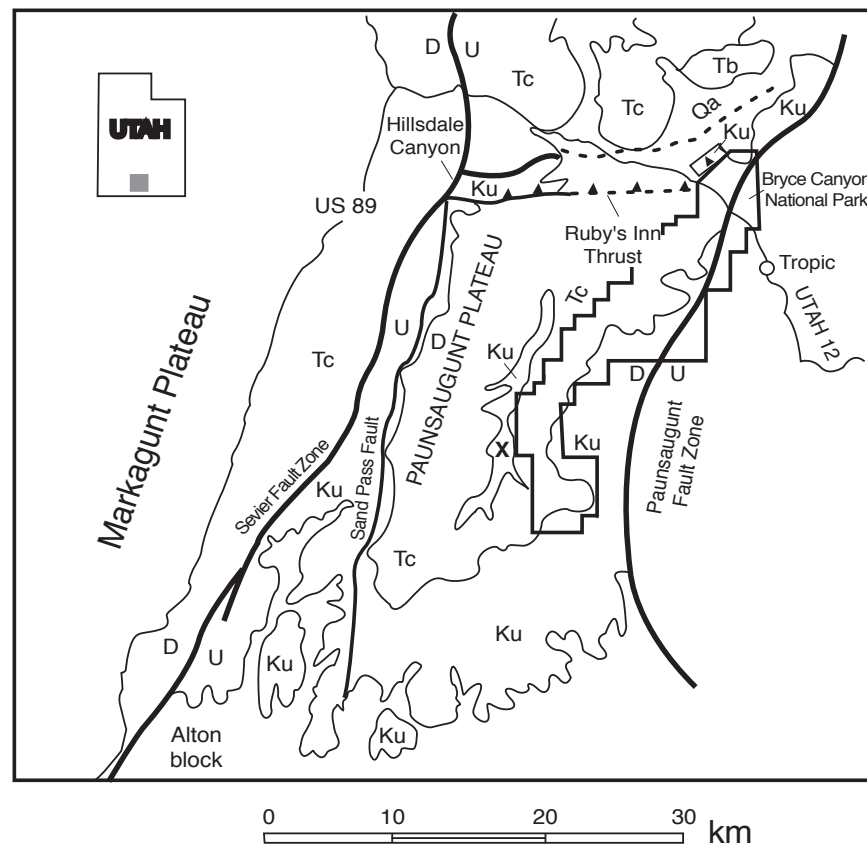 D U
Tc
Tb
Tc
Qa
Ku
Ku
UTAH
Hillsdale
Canyon
Ku
US 89
Bryce Canyon
National Park
Ruby's Inn
Thrust
Tropic
UTAH 12
Tc
Markagunt Plateau
Tc
U
D
PAUNSAUGUNT PLATEAU
Ku
D U
X
Ku
Paunsaugunt
Fault Zone
Sevier Fault Zone
Sand Pass Fault
Ku
Tc
Ku
D
U
Ku
Ku
Alton
block
0 10 20 30
km